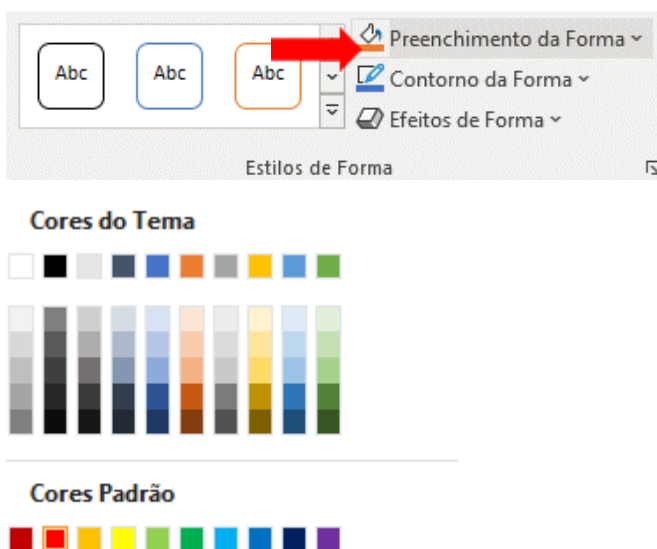 Abc Abc Abc
Preenchimento da Forma
Contorno da Forma
Efeitos de Forma
Estilos de Forma
Cores do Tema
Cores Padrão